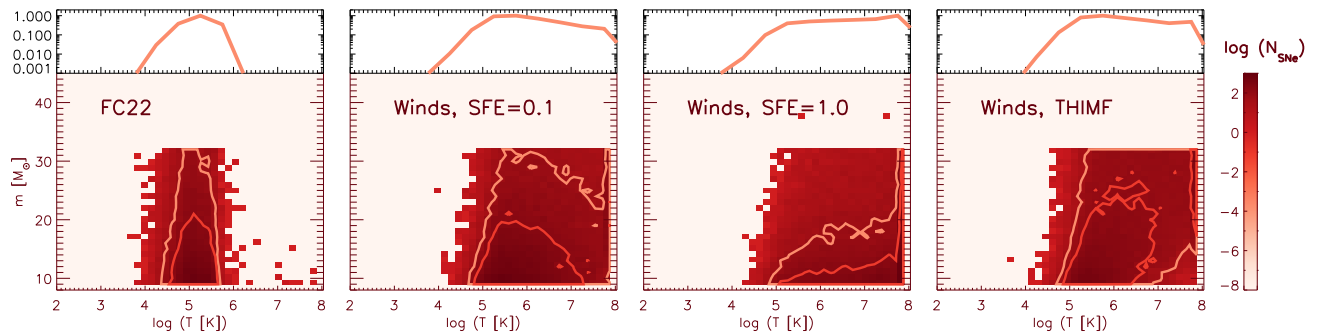 1.000
0.100
0.010
0.001
log (N_SNe)
FC22
Winds, SFE=0.1
Winds, SFE=1.0
Winds, THIMF
m [M_⊙]
40
30
20
10
2
0
−2
−4
−6
−8
2 3 4 5 6 7 8
2 3 4 5 6 7 8
2 3 4 5 6 7 8
2 3 4 5 6 7 8
log (T [K])
log (T [K])
log (T [K])
log (T [K])